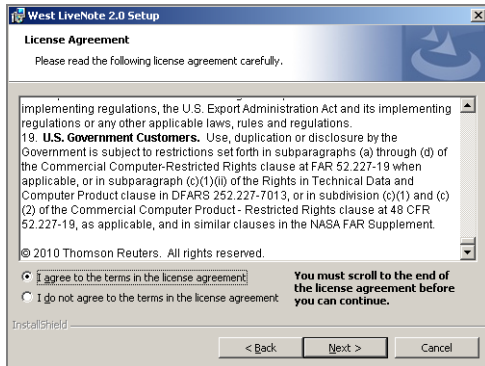 West LiveNote 2.0 Setup
License Agreement
Please read the following license agreement carefully.
implementing regulations, the U.S. Export Administration Act and its implementing
regulations or any other applicable laws, rules and regulations.
19. U.S. Government Customers. Use, duplication or disclosure by the
Government is subject to restrictions set forth in subparagraphs (a) through (d) of
the Commercial Computer-Restricted Rights clause at FAR 52.227-19 when
applicable, or in subparagraph (c)(1)(ii) of the Rights in Technical Data and
Computer Product clause in DFARS 252.227-7013, or in subdivision (c)(1) and (c)
(2) of the Commercial Computer Product - Restricted Rights clause at 48 CFR
52.227-19, as applicable, and in similar clauses in the NASA FAR Supplement.
© 2010 Thomson Reuters. All rights reserved.
I agree to the terms in the license agreement
I do not agree to the terms in the license agreement
You must scroll to the end of
the license agreement before
you can continue.
InstallShield
< Back
Next >
Cancel